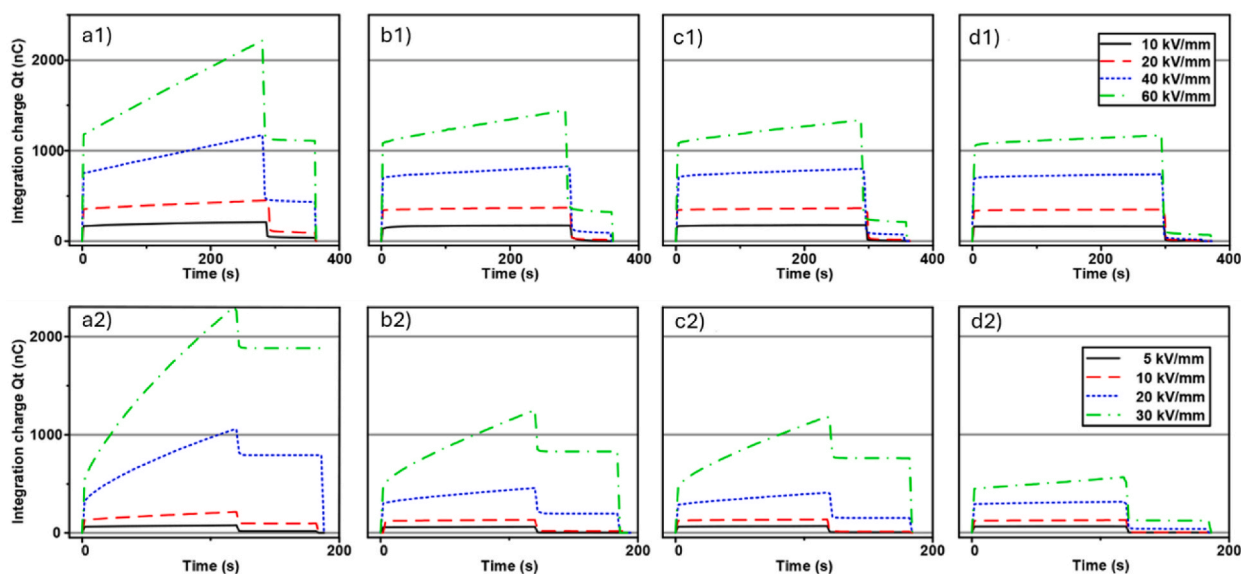 a1)
b1)
c1)
d1)
Integration charge Qt (nC)
2000
1000
0
10 kV/mm
20 kV/mm
40 kV/mm
60 kV/mm
0 200 400
0 200 400
0 200 400
0 200 400
Time (s)
Time (s)
Time (s)
Time (s)
a2)
b2)
c2)
d2)
Integration charge Qt (nC)
2000
1000
0
5 kV/mm
10 kV/mm
20 kV/mm
30 kV/mm
0 200
0 200
0 200
0 200
Time (s)
Time (s)
Time (s)
Time (s)